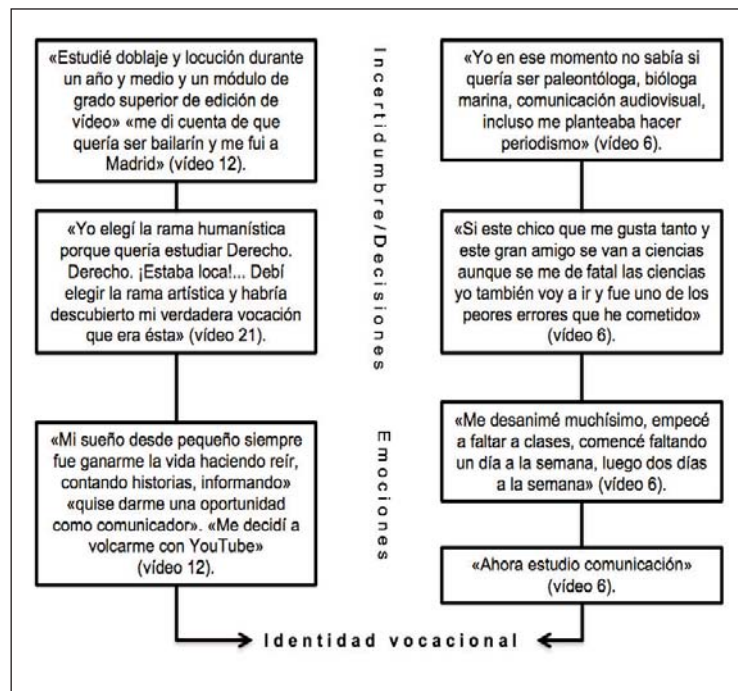 «Estudié doblaje y locución durante
un año y medio y un módulo de
grado superior de edición de
vídeo» «me di cuenta de que
quería ser bailarín y me fui a
Madrid» (vídeo 12).
«Yo elegí la rama humanística
porque quería estudiar Derecho.
Derecho. ¡Estaba loca!... Debí
elegir la rama artística y habría
descubierto mi verdadera vocación
que era ésta» (vídeo 21).
«Mi sueño desde pequeño siempre
fue ganarme la vida haciendo reír,
contando historias, informando»
«quise darme una oportunidad
como comunicador». «Me decidí a
volcarme con YouTube»
(vídeo 12).
Incertidumbre/Decisiones
Emociones
«Yo en ese momento no sabía si
quería ser paleontóloga, bióloga
marina, comunicación audiovisual,
incluso me planteaba hacer
periodismo» (vídeo 6).
«Si este chico que me gusta tanto y
este gran amigo se van a ciencias
aunque se me de fatal las ciencias
yo también voy a ir y fue uno de los
peores errores que he cometido»
(vídeo 6).
«Me desanimé muchísimo, empecé
a faltar a clases, comencé faltando
un día a la semana, luego dos días
a la semana» (vídeo 6).
«Ahora estudio comunicación»
(vídeo 6).
Identidad vocacional